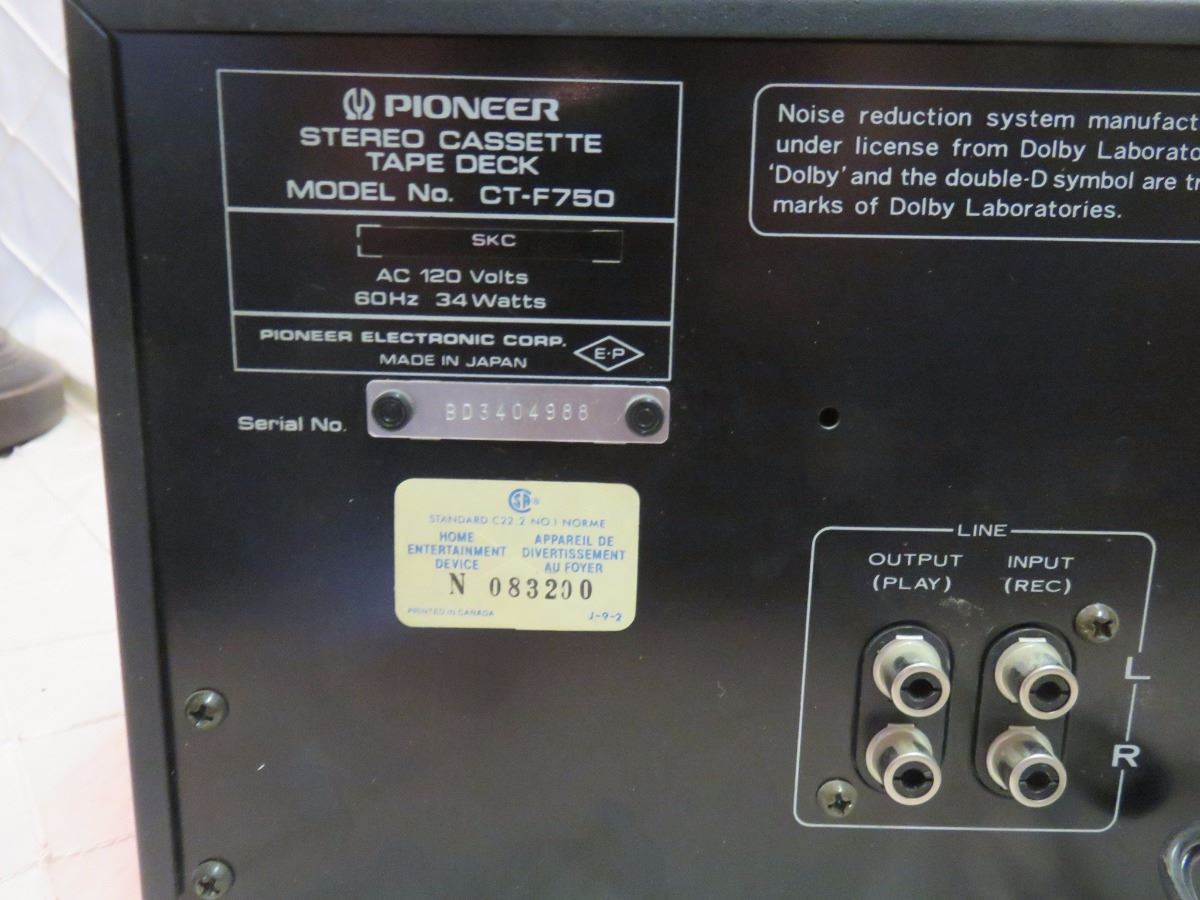 PIONEER
STEREO CASSETTE
TAPE DECK
MODEL No. CT-F750
SKC
AC 120 Volts
60Hz 34 Watts
PIONEER ELECTRONIC CORP.
MADE IN JAPAN
E·P
Serial No. BD3404988
Noise reduction system manufact
under license from Dolby Laborato
'Dolby' and the double-D symbol are tr
marks of Dolby Laboratories.
SA®
STANDARD C22.2 NO.1 NORME
HOME
ENTERTAINMENT
DEVICE
APPAREIL DE
DIVERTISSEMENT
AU FOYER
N 083200
PRINTED IN CANADA J-9-2
LINE
OUTPUT
(PLAY)
INPUT
(REC)
L
R